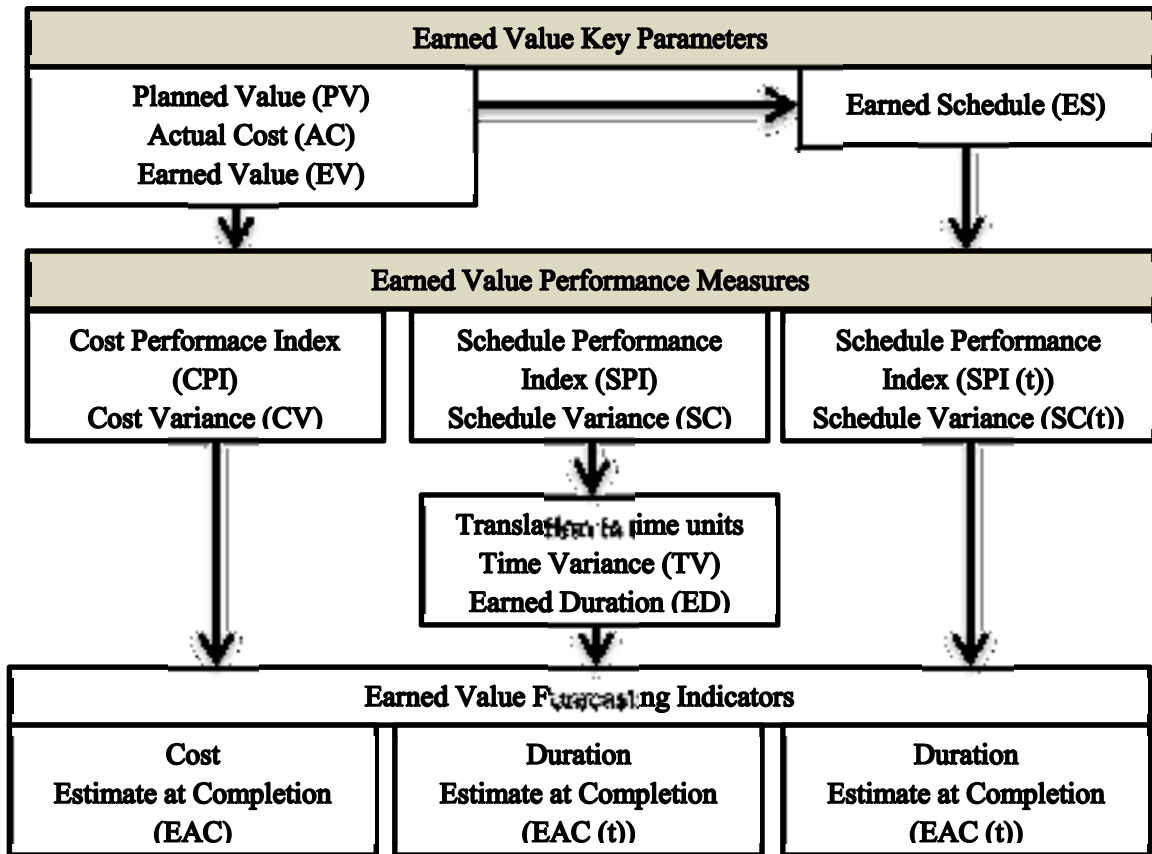 Earned Value Key Parameters
Planned Value (PV)
Actual Cost (AC)
Earned Value (EV)
Earned Schedule (ES)
Earned Value Performance Measures
Cost Performace Index
(CPI)
Cost Variance (CV)
Schedule Performance
Index (SPI)
Schedule Variance (SC)
Schedule Performance
Index (SPI (t))
Schedule Variance (SC(t))
units
Time Variance (TV)
Earned Duration (ED)
Earned Value Indicators
Cost
Estimate at Completion
(EAC)
Duration
Estimate at Completion
(EAC (t))
Duration
Estimate at Completion
(EAC (t))